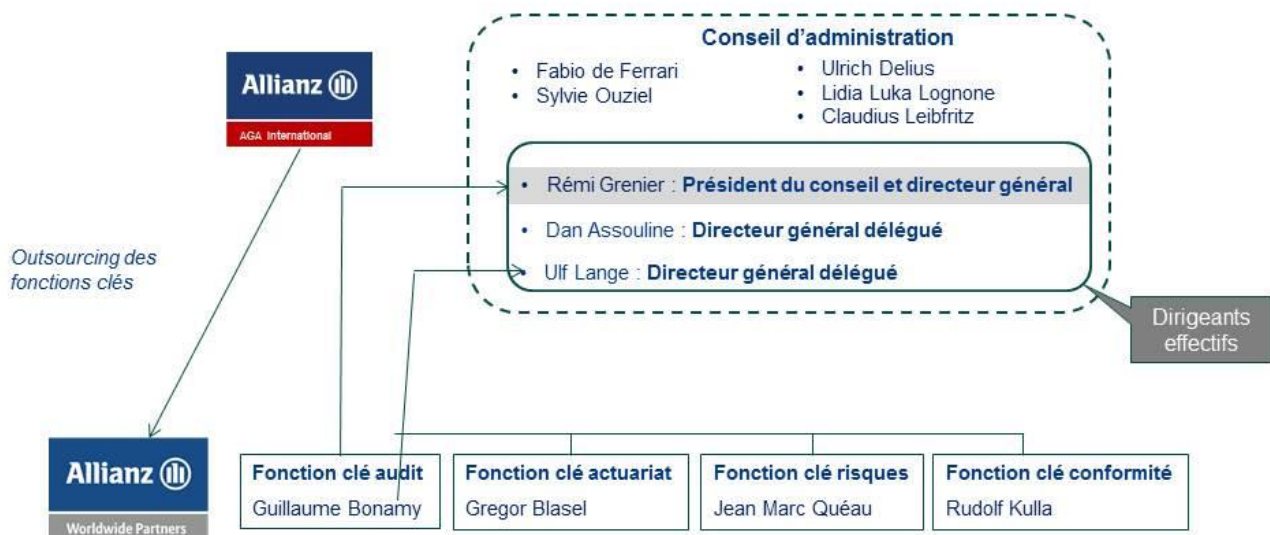 Conseil d'administration
• Fabio de Ferrari
• Sylvie Ouziel
• Ulrich Delius
• Lidia Luka Lognone
• Claudius Leibfritz
Allianz
AGA International
• Rémi Grenier : Président du conseil et directeur général
• Dan Assouline : Directeur général délégué
• Ulf Lange : Directeur général délégué
Outsourcing des
fonctions clés
Dirigeants
effectifs
Allianz
Worldwide Partners
Fonction clé audit
Guillaume Bonamy
Fonction clé actuariat
Gregor Blasel
Fonction clé risques
Jean Marc Quéau
Fonction clé conformité
Rudolf Kulla